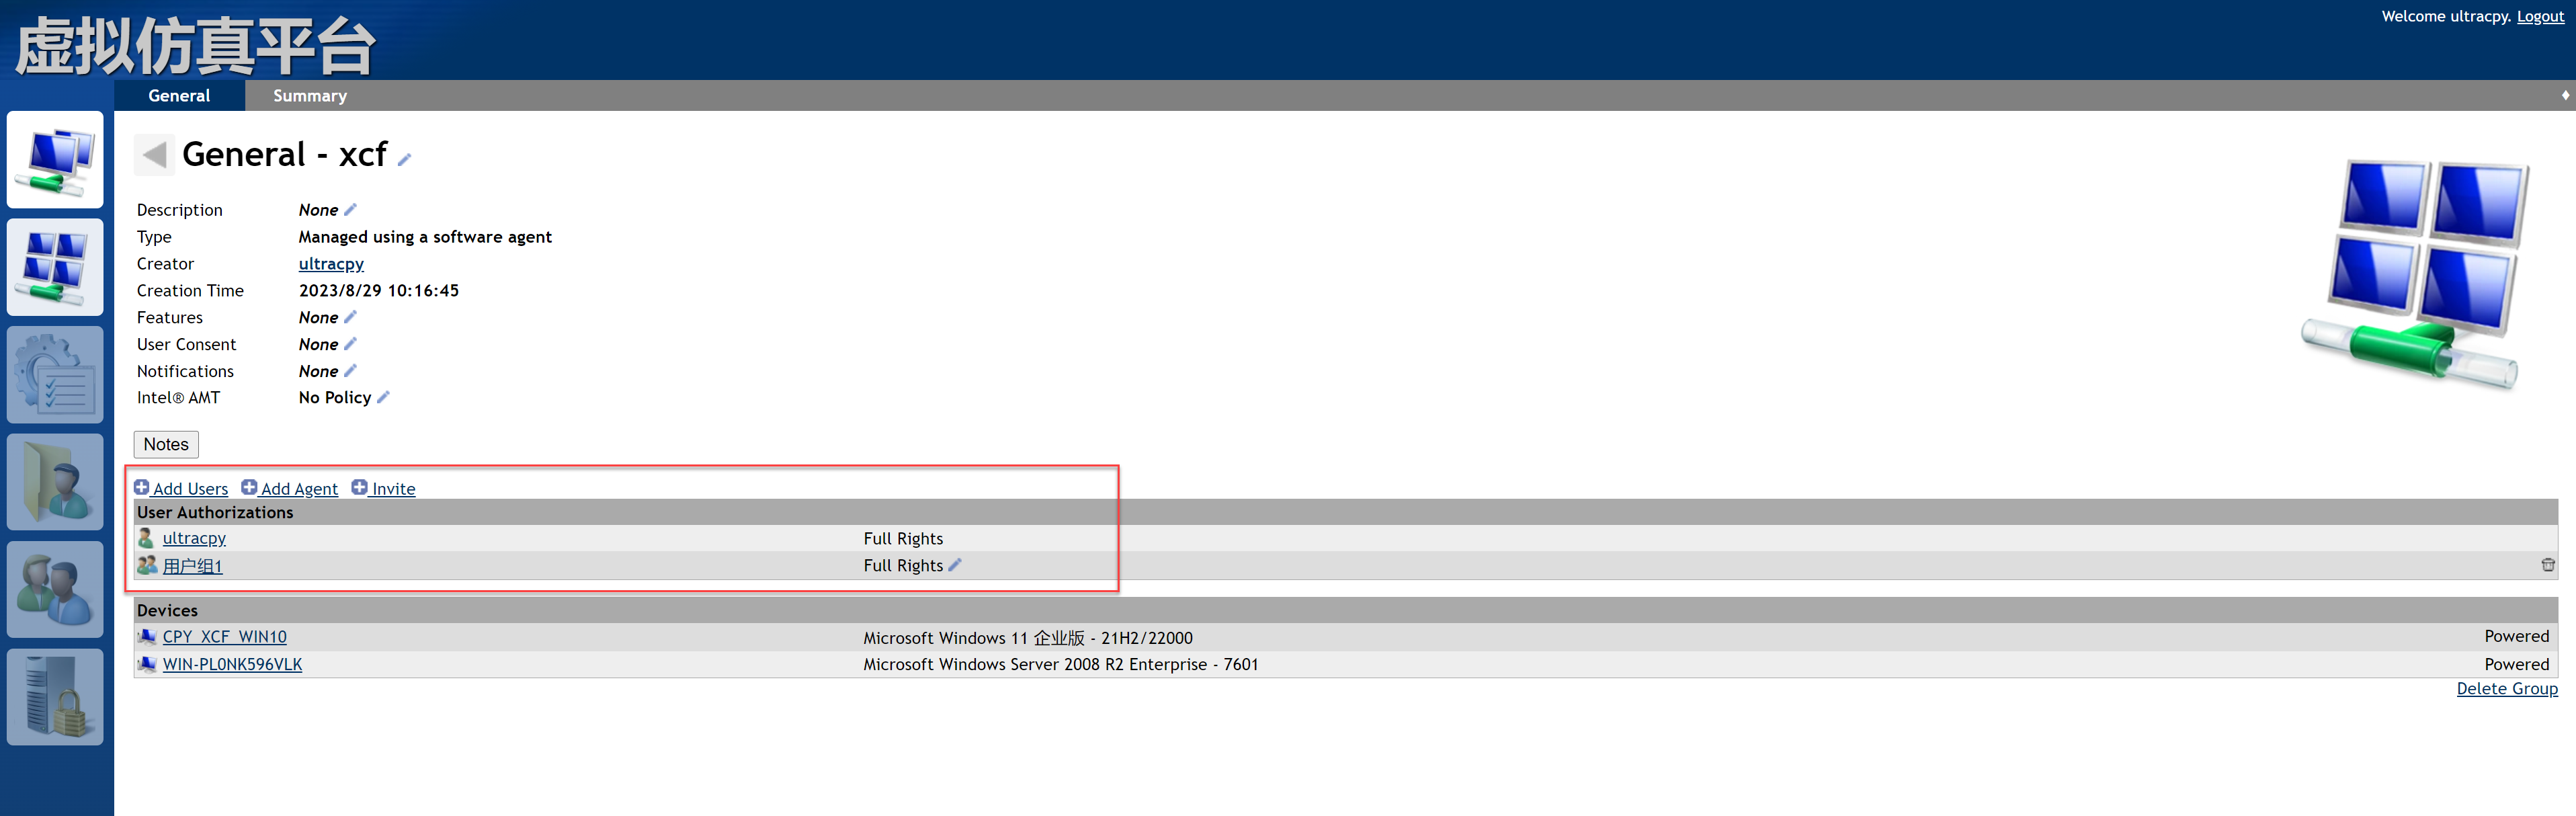 虚拟仿真平台
Welcome ultracpy. Logout
General Summary
General - xcf
Description None
Type Managed using a software agent
Creator ultracpy
Creation Time 2023/8/29 10:16:45
Features None
User Consent None
Notifications None
Intel® AMT No Policy
Notes
Add Users Add Agent Invite
User Authorizations
ultracpy Full Rights
用户组1 Full Rights
Devices
CPY_XCF_WIN10 Microsoft Windows 11 企业版 - 21H2/22000 Powered
WIN-PL0NK596VLK Microsoft Windows Server 2008 R2 Enterprise - 7601 Powered
Delete Group